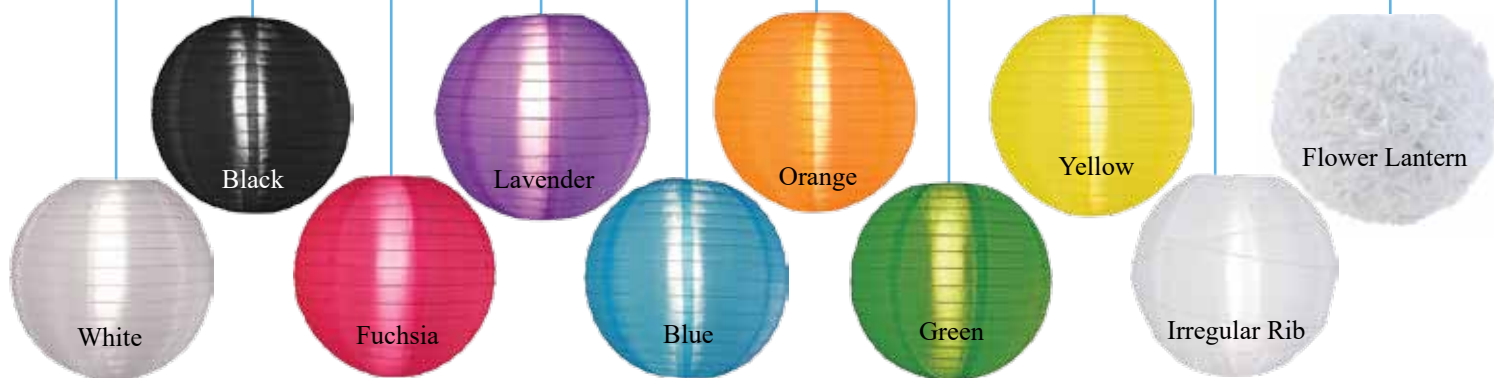 Black
Lavender
Orange
Yellow
Flower Lantern
White
Fuchsia
Blue
Green
Irregular Rib